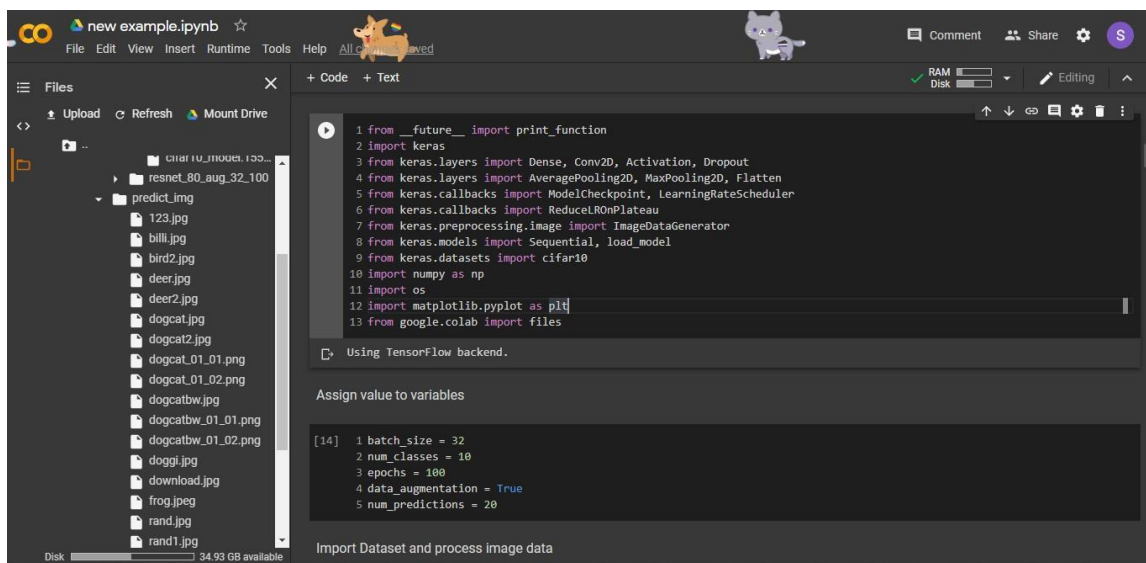 new example.ipynb
File Edit View Insert Runtime Tools Help All saved
Comment Share S
Files
+ Code + Text
RAM
Disk
Editing
Upload Refresh Mount Drive
..
cifar10_model.155...
resnet_80_aug_32_100
predict_img
123.jpg
billi.jpg
bird2.jpg
deer.jpg
deer2.jpg
dogcat.jpg
dogcat2.jpg
dogcat_01_01.png
dogcat_01_02.png
dogcatbw.jpg
dogcatbw_01_01.png
dogcatbw_01_02.png
doggi.jpg
download.jpg
frog.jpeg
rand.jpg
rand1.jpg
Disk 34.93 GB available
1 from __future__ import print_function
2 import keras
3 from keras.layers import Dense, Conv2D, Activation, Dropout
4 from keras.layers import AveragePooling2D, MaxPooling2D, Flatten
5 from keras.callbacks import ModelCheckpoint, LearningRateScheduler
6 from keras.callbacks import ReduceLROnPlateau
7 from keras.preprocessing.image import ImageDataGenerator
8 from keras.models import Sequential, load_model
9 from keras.datasets import cifar10
10 import numpy as np
11 import os
12 import matplotlib.pyplot as plt
13 from google.colab import files
Using TensorFlow backend.
Assign value to variables
[14] 1 batch_size = 32
2 num_classes = 10
3 epochs = 100
4 data_augmentation = True
5 num_predictions = 20
Import Dataset and process image data